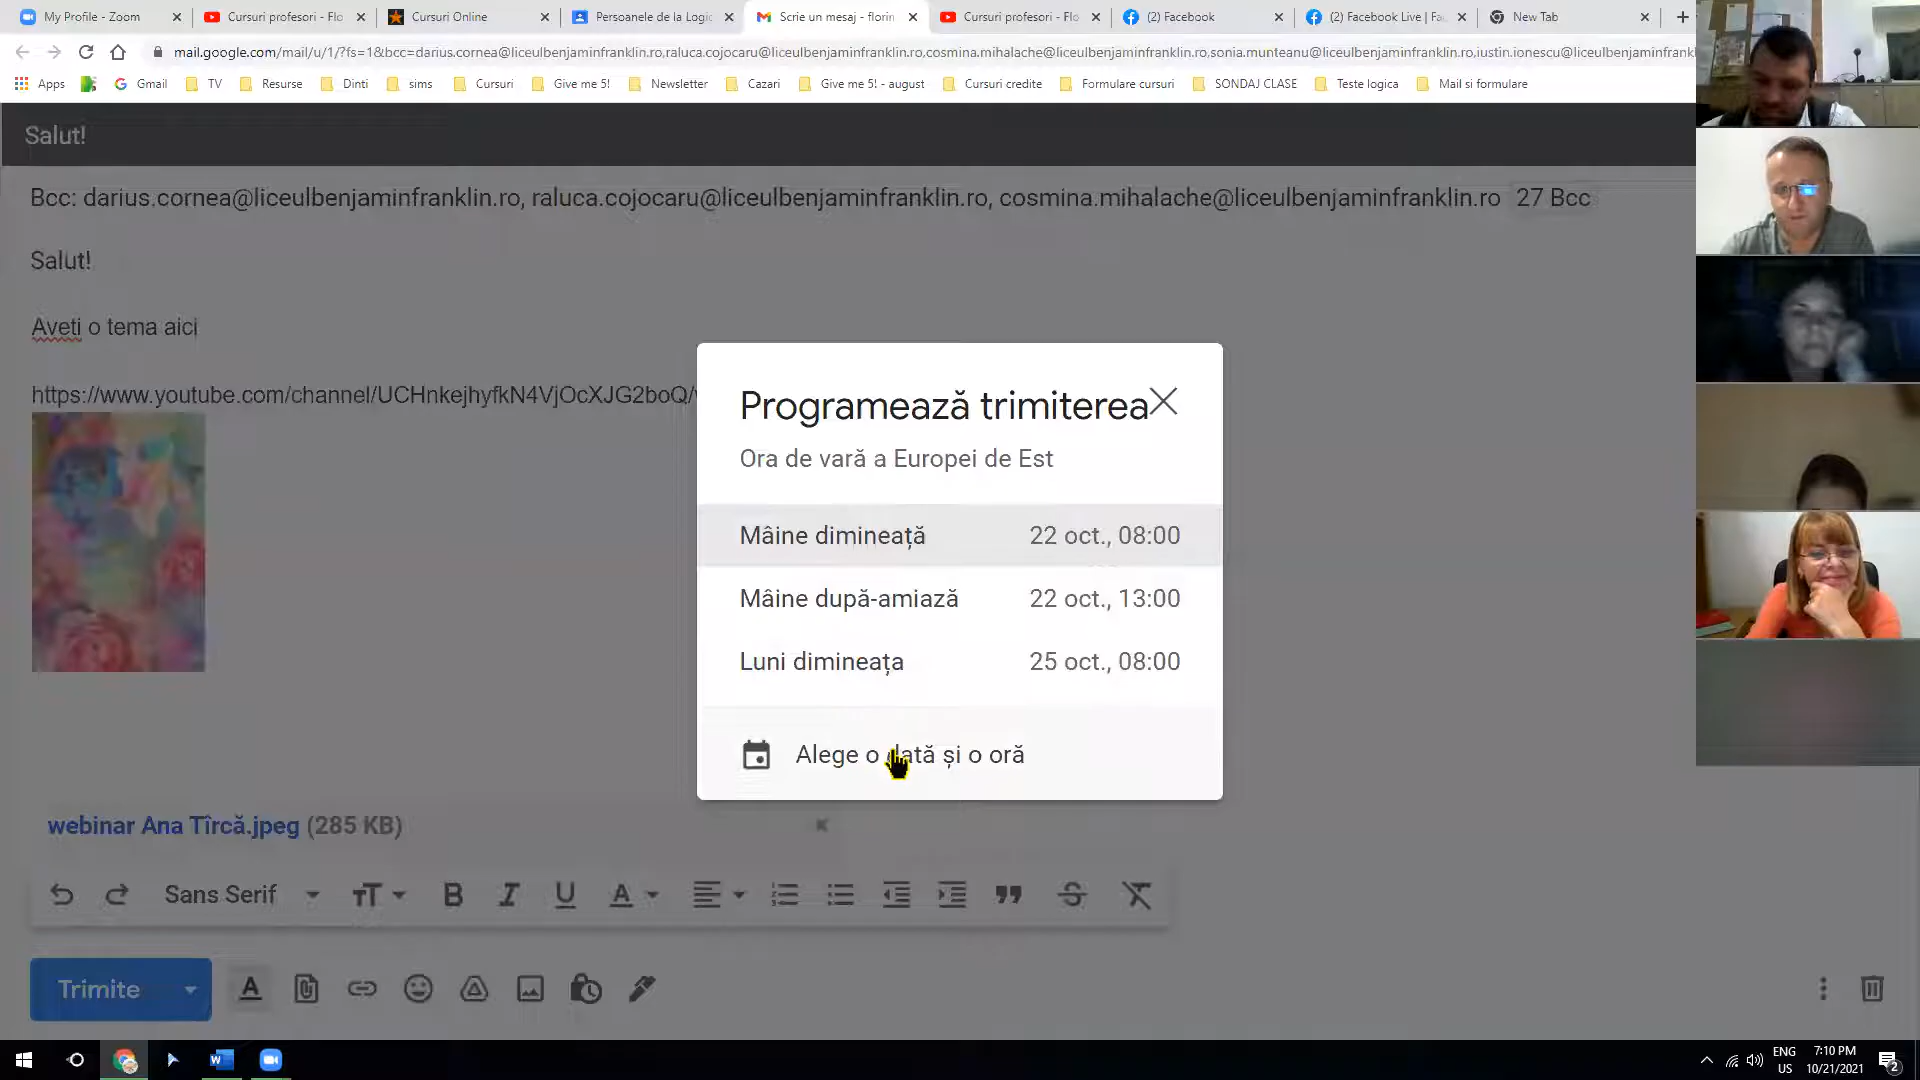 My Profile - Zoom
Cursuri profesori - Flo
Cursuri Online
Persoanele de la Logic
Scrie un mesaj - florin
Cursuri profesori - Flo
(2) Facebook
(2) Facebook Live | Fa
New Tab
mail.google.com/mail/u/1/?fs=1&bcc=darius.cornea@liceulbenjaminfranklin.ro,raluca.cojocaru@liceulbenjaminfranklin.ro,cosmina.mihalache@liceulbenjaminfranklin.ro,sonia.munteanu@liceulbenjaminfranklin.ro,iustin.ionescu@liceulbenjaminfrankl
Apps
Gmail
TV
Resurse
Dinti
sims
Cursuri
Give me 5!
Newsletter
Cazari
Give me 5! - august
Cursuri credite
Formulare cursuri
SONDAJ CLASE
Teste logica
Mail si formulare
Salut!
Bcc: darius.cornea@liceulbenjaminfranklin.ro, raluca.cojocaru@liceulbenjaminfranklin.ro, cosmina.mihalache@liceulbenjaminfranklin.ro 27 Bcc
Salut!
Aveti o tema aici
https://www.youtube.com/channel/UCHnkejhyfkN4VjOcXJG2boQ/
Programează trimiterea
Ora de vară a Europei de Est
Mâine dimineață 22 oct., 08:00
Mâine după-amiază 22 oct., 13:00
Luni dimineața 25 oct., 08:00
Alege o dată și o oră
webinar Ana Tîrcă.jpeg (285 KB)
Sans Serif
Trimite
ENG
US
7:10 PM
10/21/2021
2